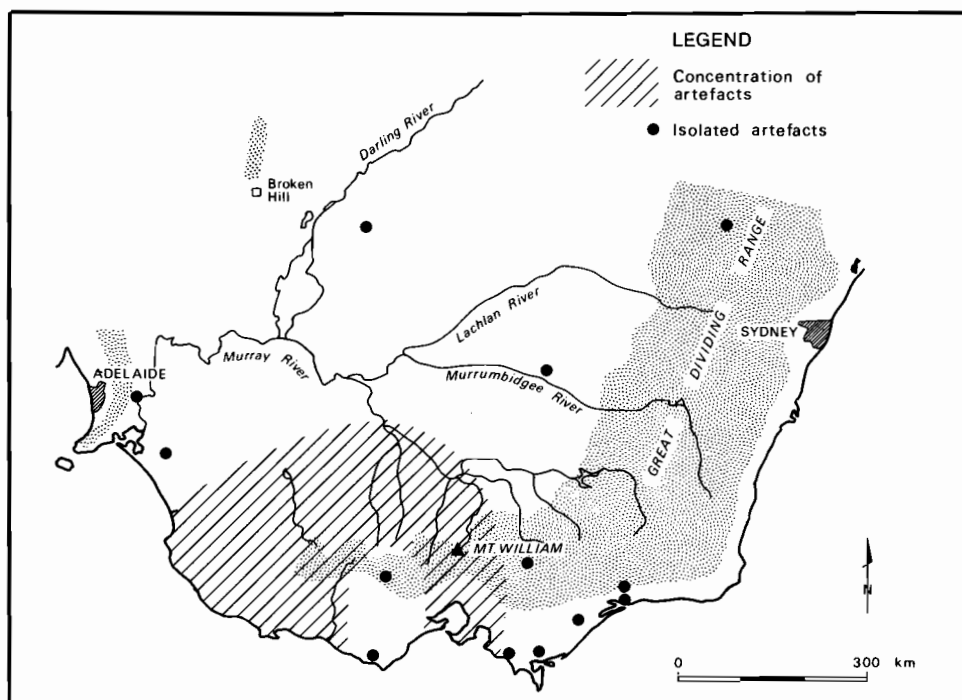 LEGEND
Concentration of
artefacts
Isolated artefacts
Darling River
Broken
Hill
RANGE
Lachlan River
DIVIDING
SYDNEY
Murray River
ADELAIDE
Murrumbidgee River
GREAT
MT. WILLIAM
N
0 300 km